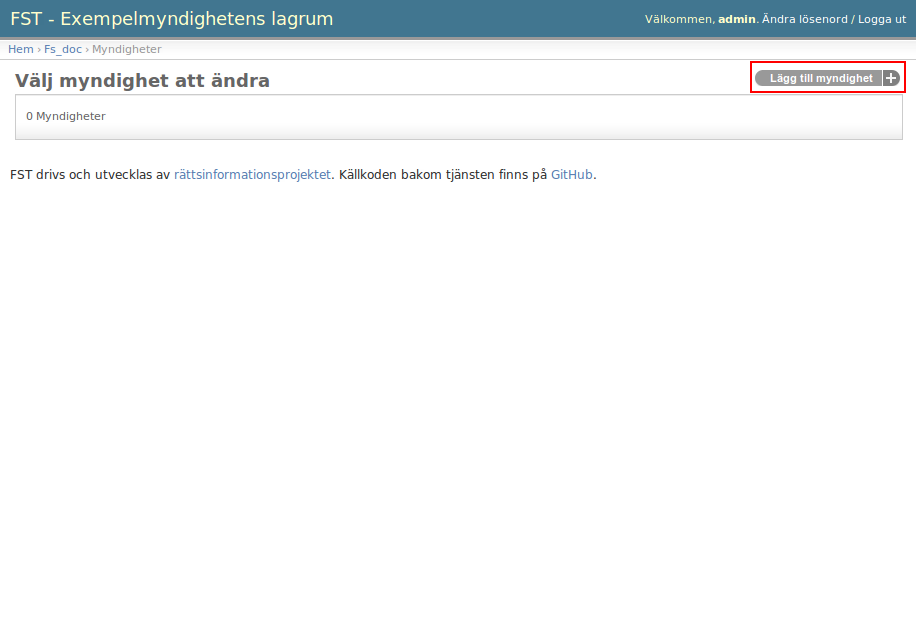 FST - Exempelmyndighetens lagrum
Välkommen, admin. Ändra lösenord / Logga ut
Hem › Fs_doc › Myndigheter
Välj myndighet att ändra
Lägg till myndighet +
0 Myndigheter
FST drivs och utvecklas av rättsinformationsprojektet. Källkoden bakom tjänsten finns på GitHub.